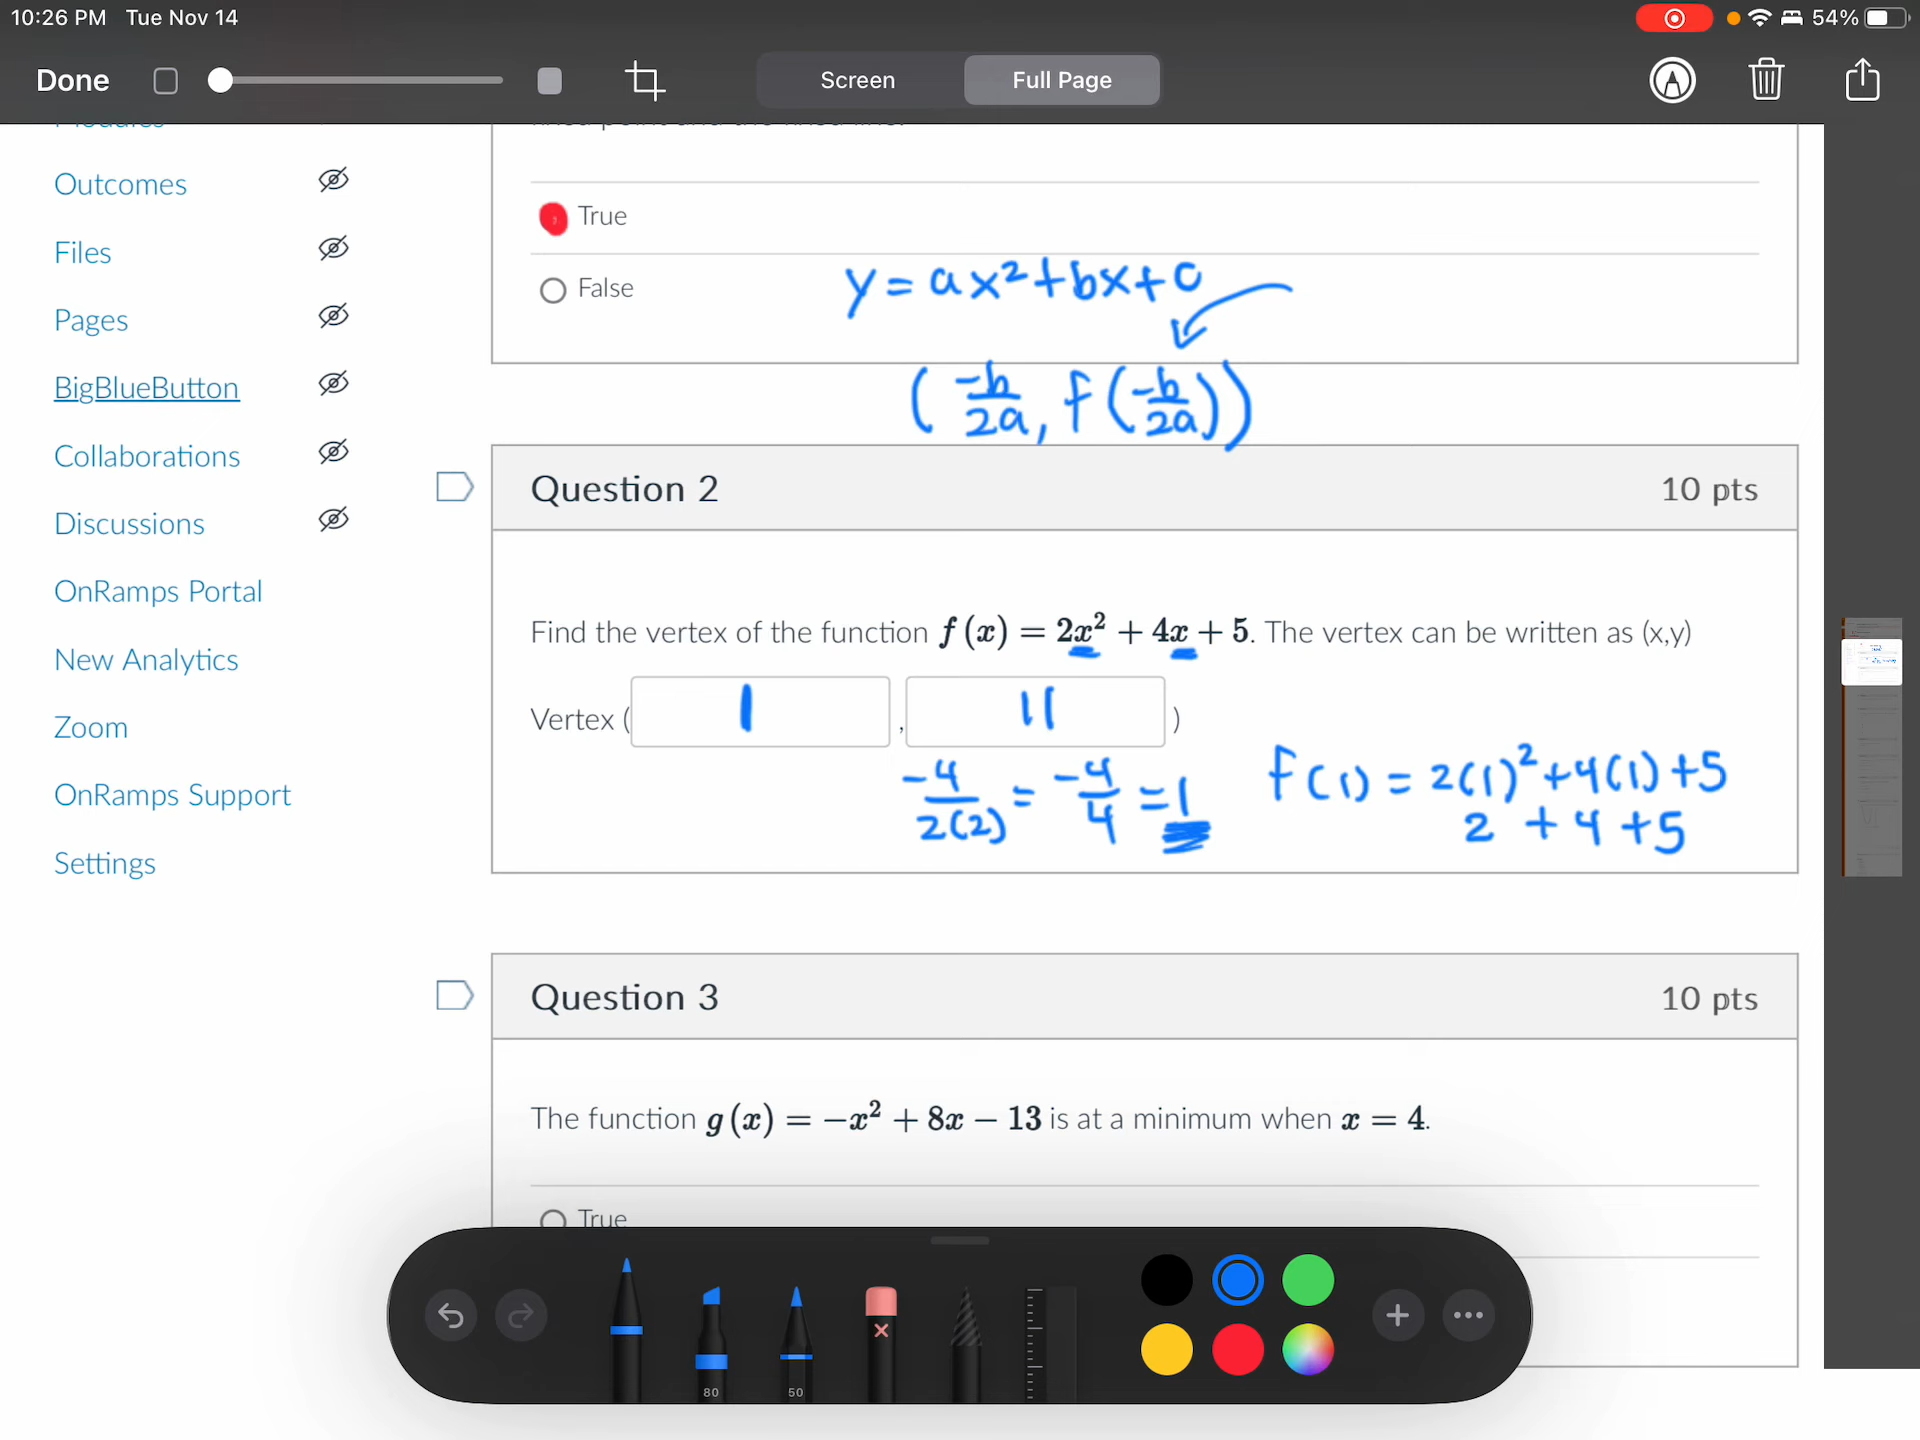 10:26 PM Tue Nov 14
54%
Done
Screen
Full Page
Outcomes
Files
Pages
BigBlueButton
Collaborations
Discussions
OnRamps Portal
New Analytics
Zoom
OnRamps Support
Settings
True
False
y = ax² + bx + c
( -b/2a , f ( -b/2a ) )
Question 2
10 pts
Find the vertex of the function f (x) = 2x² + 4x + 5. The vertex can be written as (x,y)
Vertex ( 1 , 11 )
-4/2(2) = -4/4 = 1
f(1) = 2(1)² + 4(1) + 5
2 + 4 + 5
Question 3
10 pts
The function g (x) = −x² + 8x − 13 is at a minimum when x = 4.
True
80
50